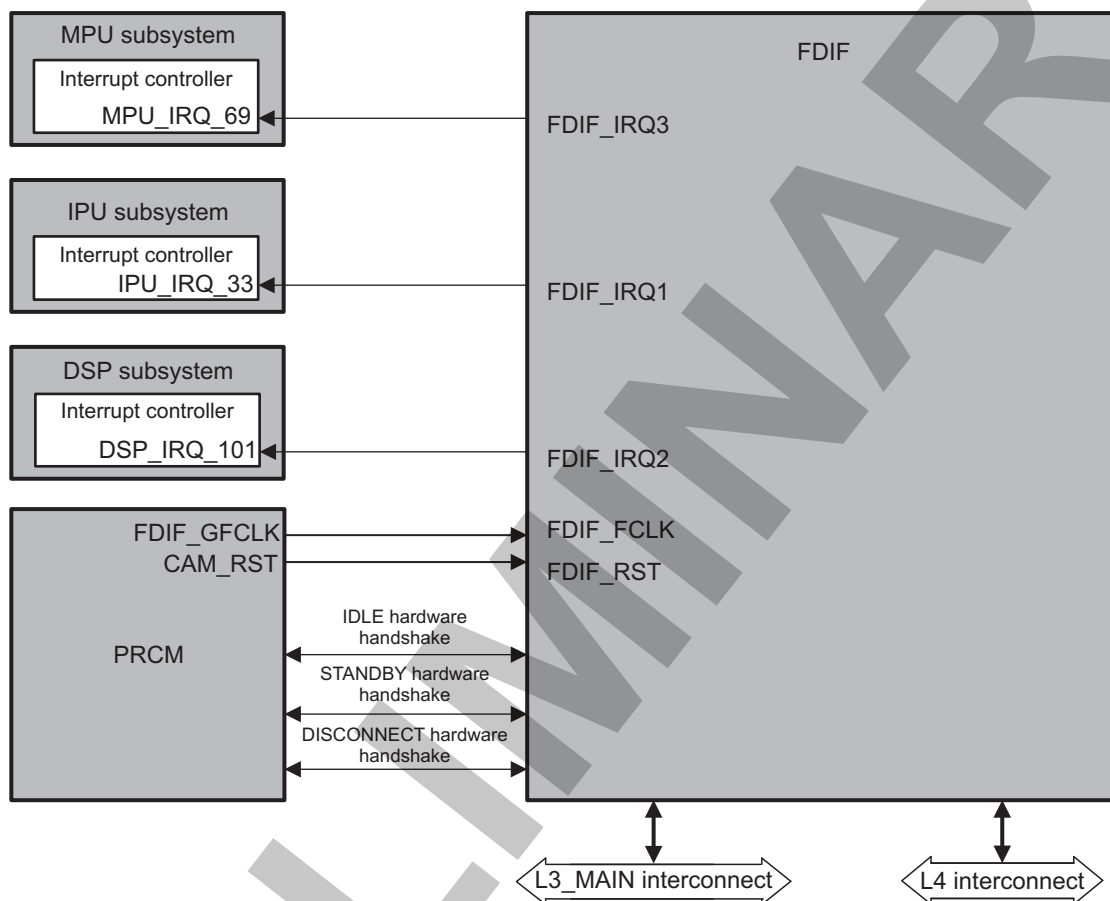 MPU subsystem
Interrupt controller
MPU_IRQ_69
IPU subsystem
Interrupt controller
IPU_IRQ_33
DSP subsystem
Interrupt controller
DSP_IRQ_101
FDIF_GFCLK
CAM_RST
PRCM
IDLE hardware
handshake
STANDBY hardware
handshake
DISCONNECT hardware
handshake
FDIF
FDIF_IRQ3
FDIF_IRQ1
FDIF_IRQ2
FDIF_FCLK
FDIF_RST
L3_MAIN interconnect
L4 interconnect
LIMINAR